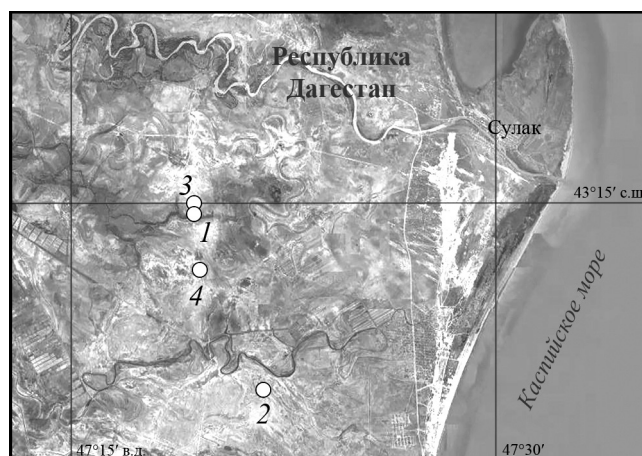 Республика
Дагестан
Сулак
3
43°15′ с.ш
1
4
Каспийское море
2
47°15′ в.д.
47°30′